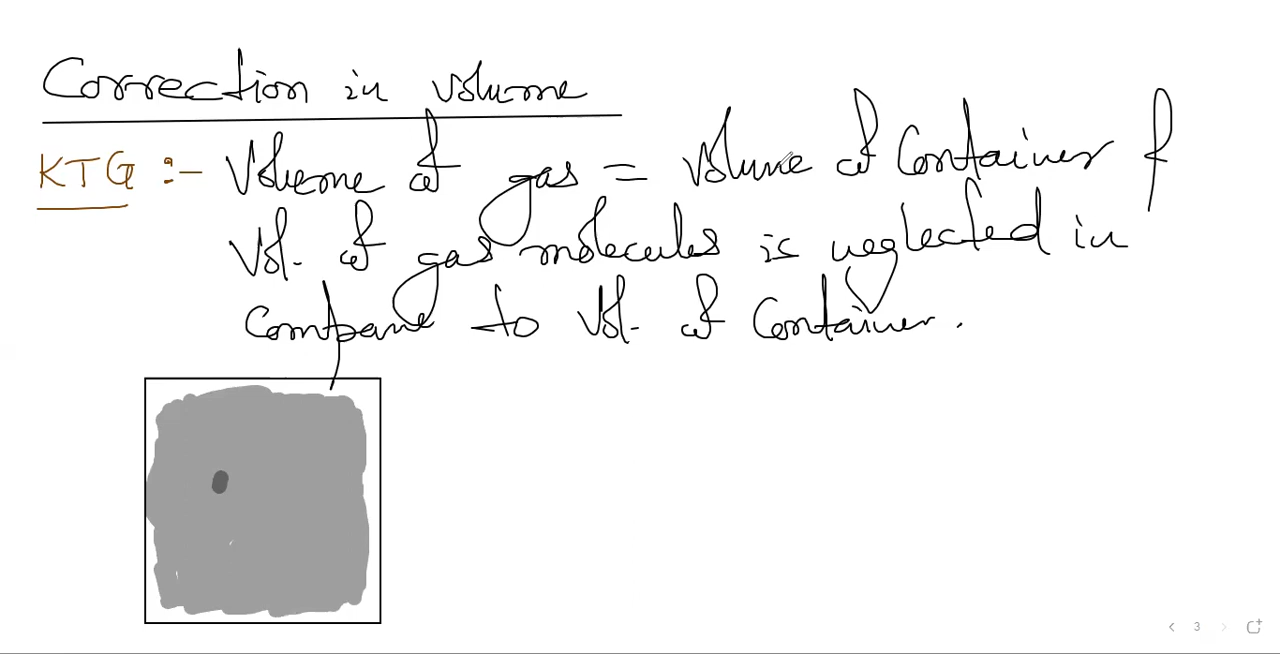 Correction in volume
KTG :- Volume of gas = volume of Container &
Vol. of gas molecules is neglected in
Compare to Vol. of Container.
3